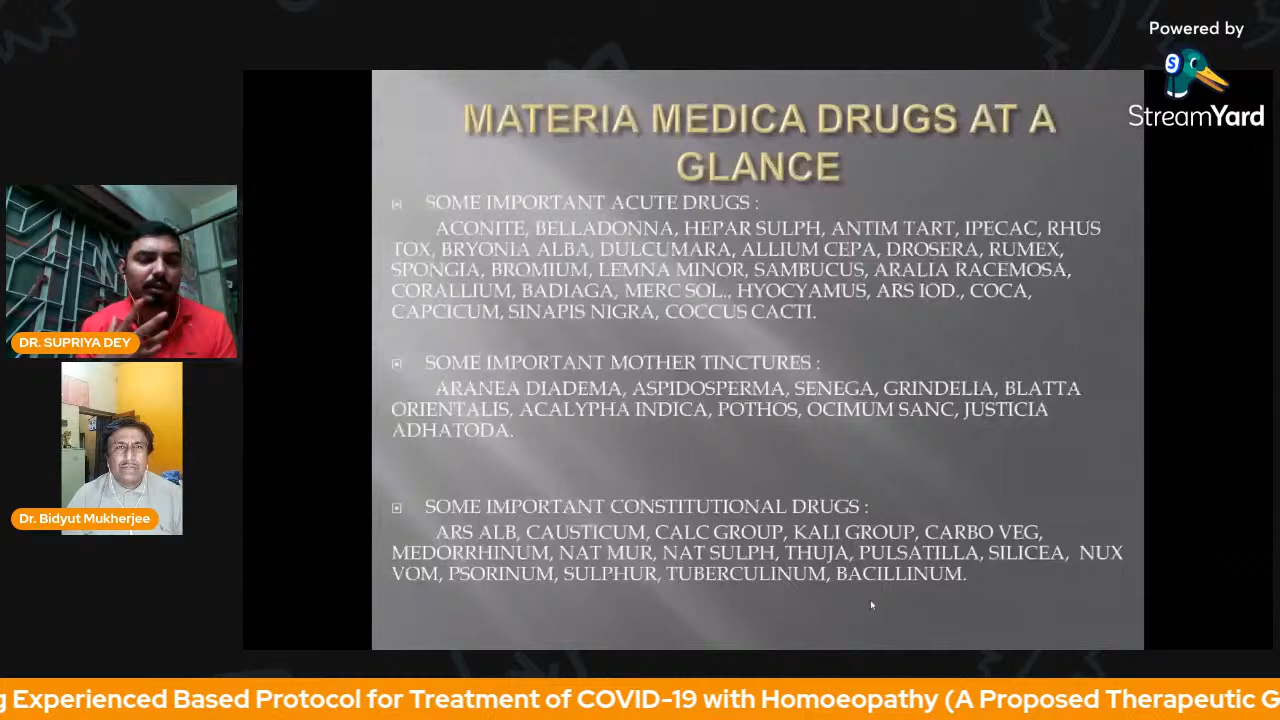 Powered by
StreamYard
MATERIA MEDICA DRUGS AT A
GLANCE
SOME IMPORTANT ACUTE DRUGS :
ACONITE, BELLADONNA, HEPAR SULPH, ANTIM TART, IPECAC, RHUS
TOX, BRYONIA ALBA, DULCUMARA, ALLIUM CEPA, DROSERA, RUMEX,
SPONGIA, BROMIUM, LEMNA MINOR, SAMBUCUS, ARALIA RACEMOSA,
CORALLIUM, BADIAGA, MERC SOL., HYOCYAMUS, ARS IOD., COCA,
CAPCICUM, SINAPIS NIGRA, COCCUS CACTI.
SOME IMPORTANT MOTHER TINCTURES :
ARANEA DIADEMA, ASPIDOSPERMA, SENEGA, GRINDELIA, BLATTA
ORIENTALIS, ACALYPHA INDICA, POTHOS, OCIMUM SANC, JUSTICIA
ADHATODA.
SOME IMPORTANT CONSTITUTIONAL DRUGS :
ARS ALB, CAUSTICUM, CALC GROUP, KALI GROUP, CARBO VEG,
MEDORRHINUM, NAT MUR, NAT SULPH, THUJA, PULSATILLA, SILICEA, NUX
VOM, PSORINUM, SULPHUR, TUBERCULINUM, BACILLINUM.
DR. SUPRIYA DEY
Dr. Bidyut Mukherjee
g Experienced Based Protocol for Treatment of COVID-19 with Homoeopathy (A Proposed Therapeutic G